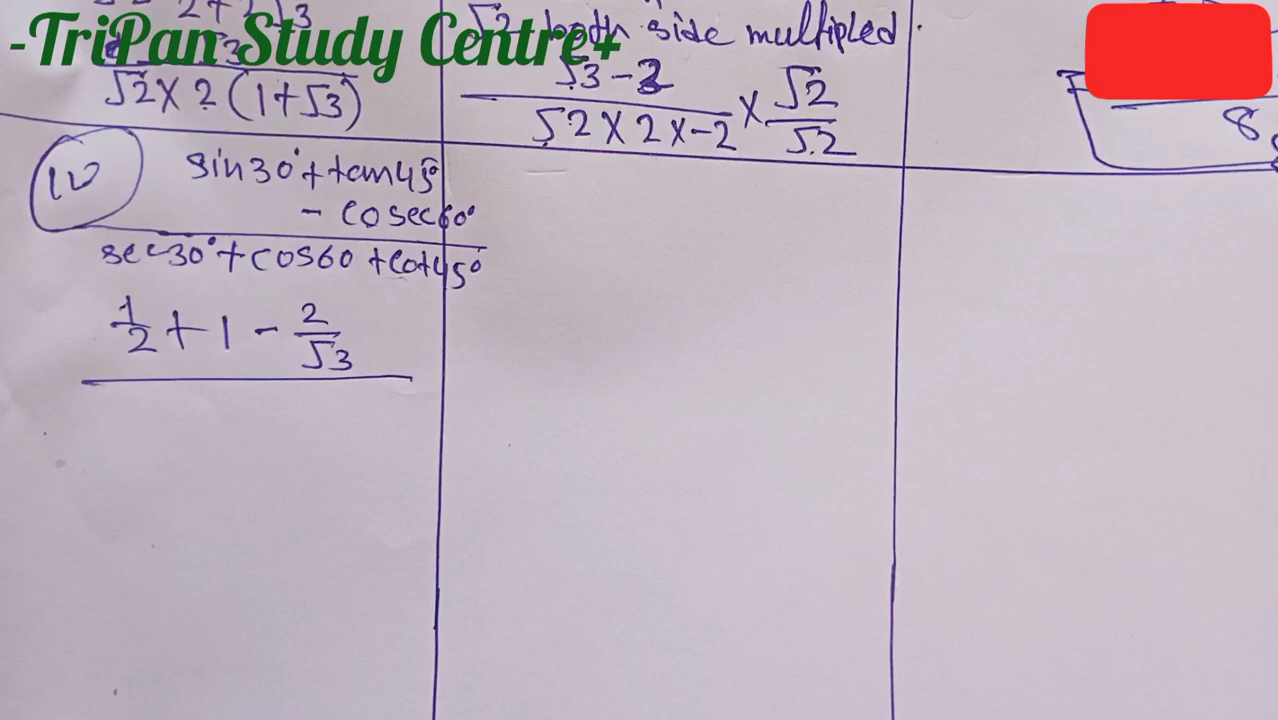 -TriPan Study Centre+
√2 both side multipled.
√2×2(1+√3)
√3-3/√2×2×-2 × √2/√2
8
sin30°+tan45°
- cosec60°
sec30°+cos60+cot45°
1/2+1-2/√3